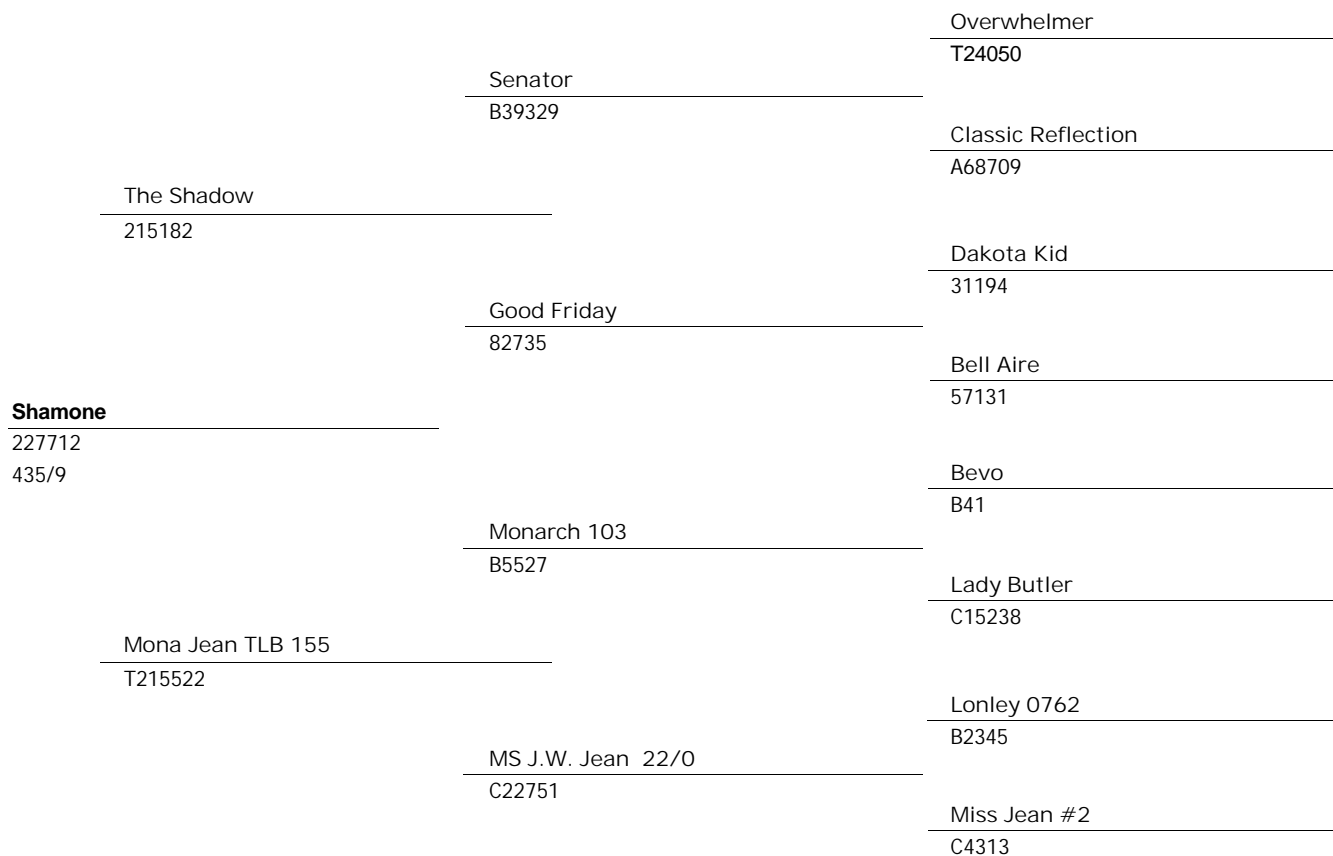 Overwhelmer
T24050
Senator
B39329
Classic Reflection
A68709
The Shadow
215182
Dakota Kid
31194
Good Friday
82735
Bell Aire
57131
Shamone
227712
435/9
Bevo
B41
Monarch 103
B5527
Lady Butler
C15238
Mona Jean TLB 155
T215522
Lonley 0762
B2345
MS J.W. Jean  22/0
C22751
Miss Jean #2
C4313